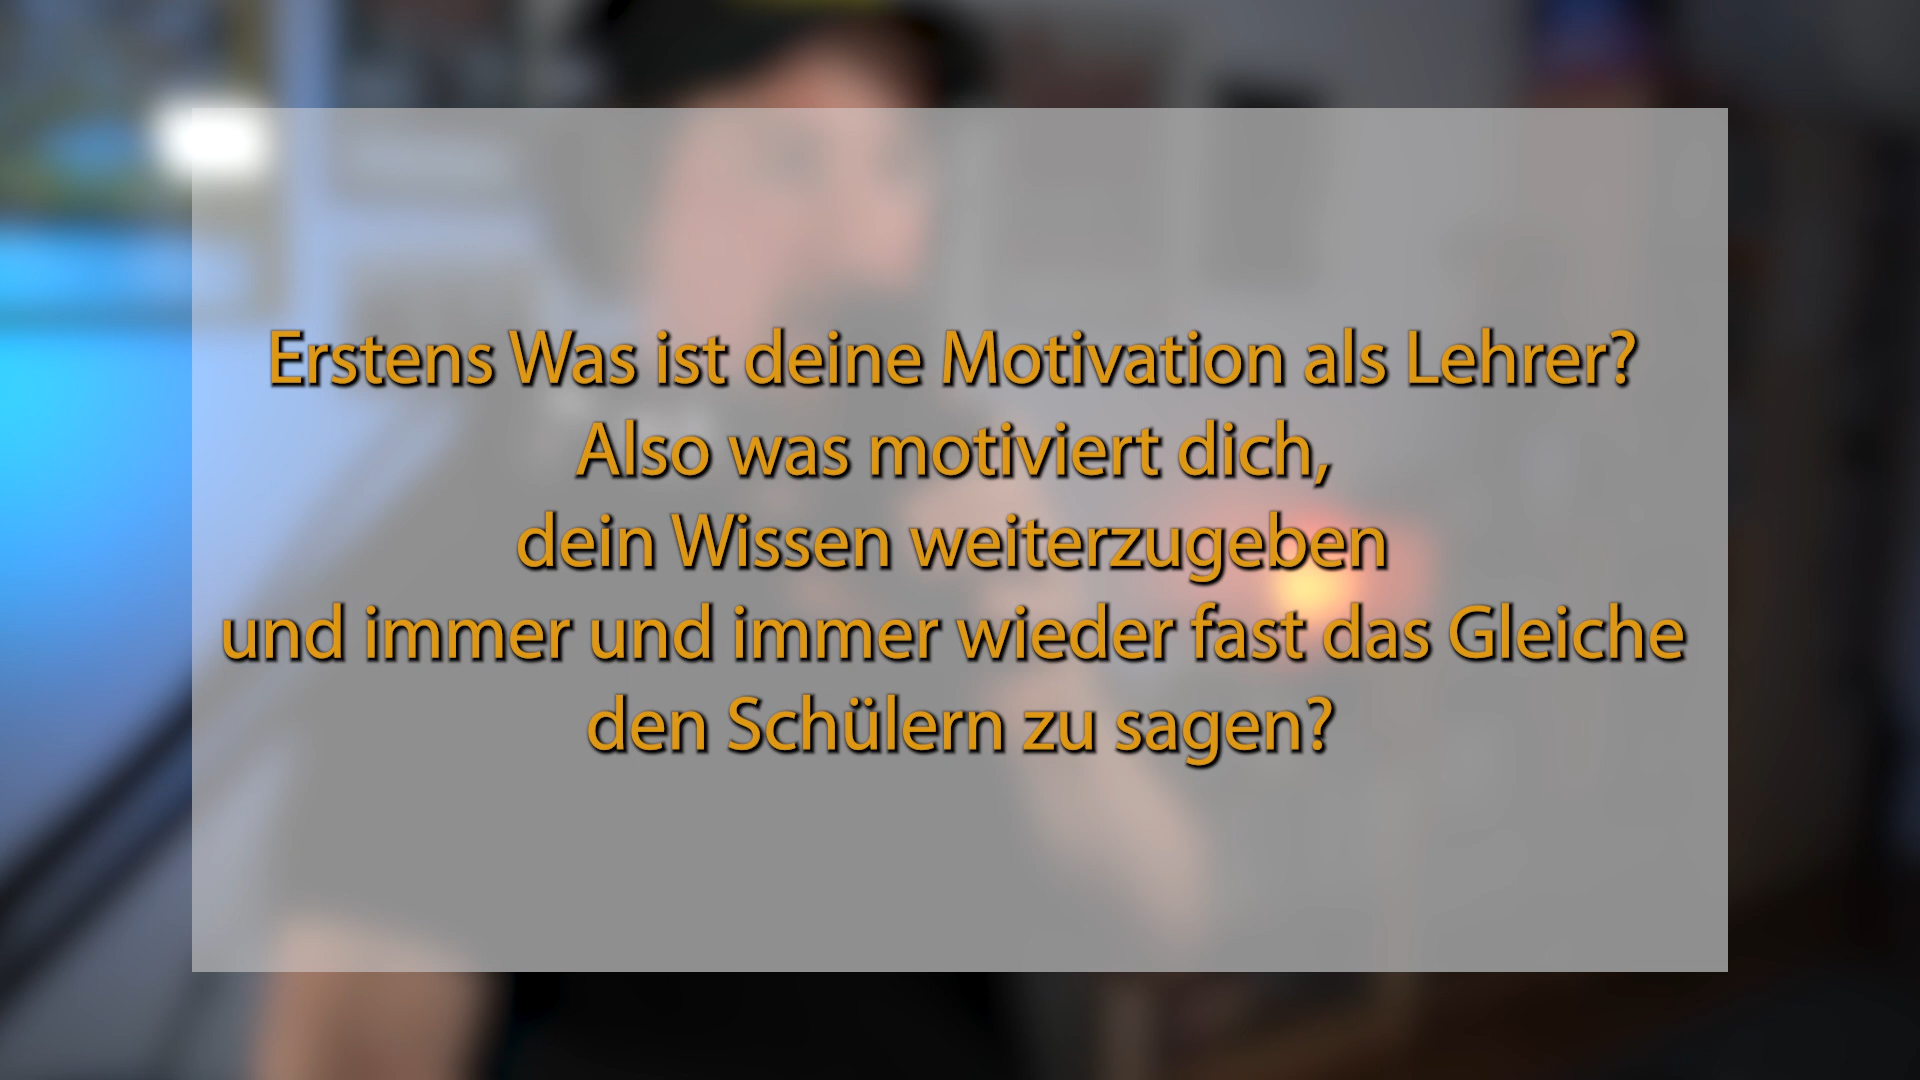 Erstens Was ist deine Motivation als Lehrer?
Also was motiviert dich,
dein Wissen weiterzugeben
und immer und immer wieder fast das Gleiche
den Schülern zu sagen?